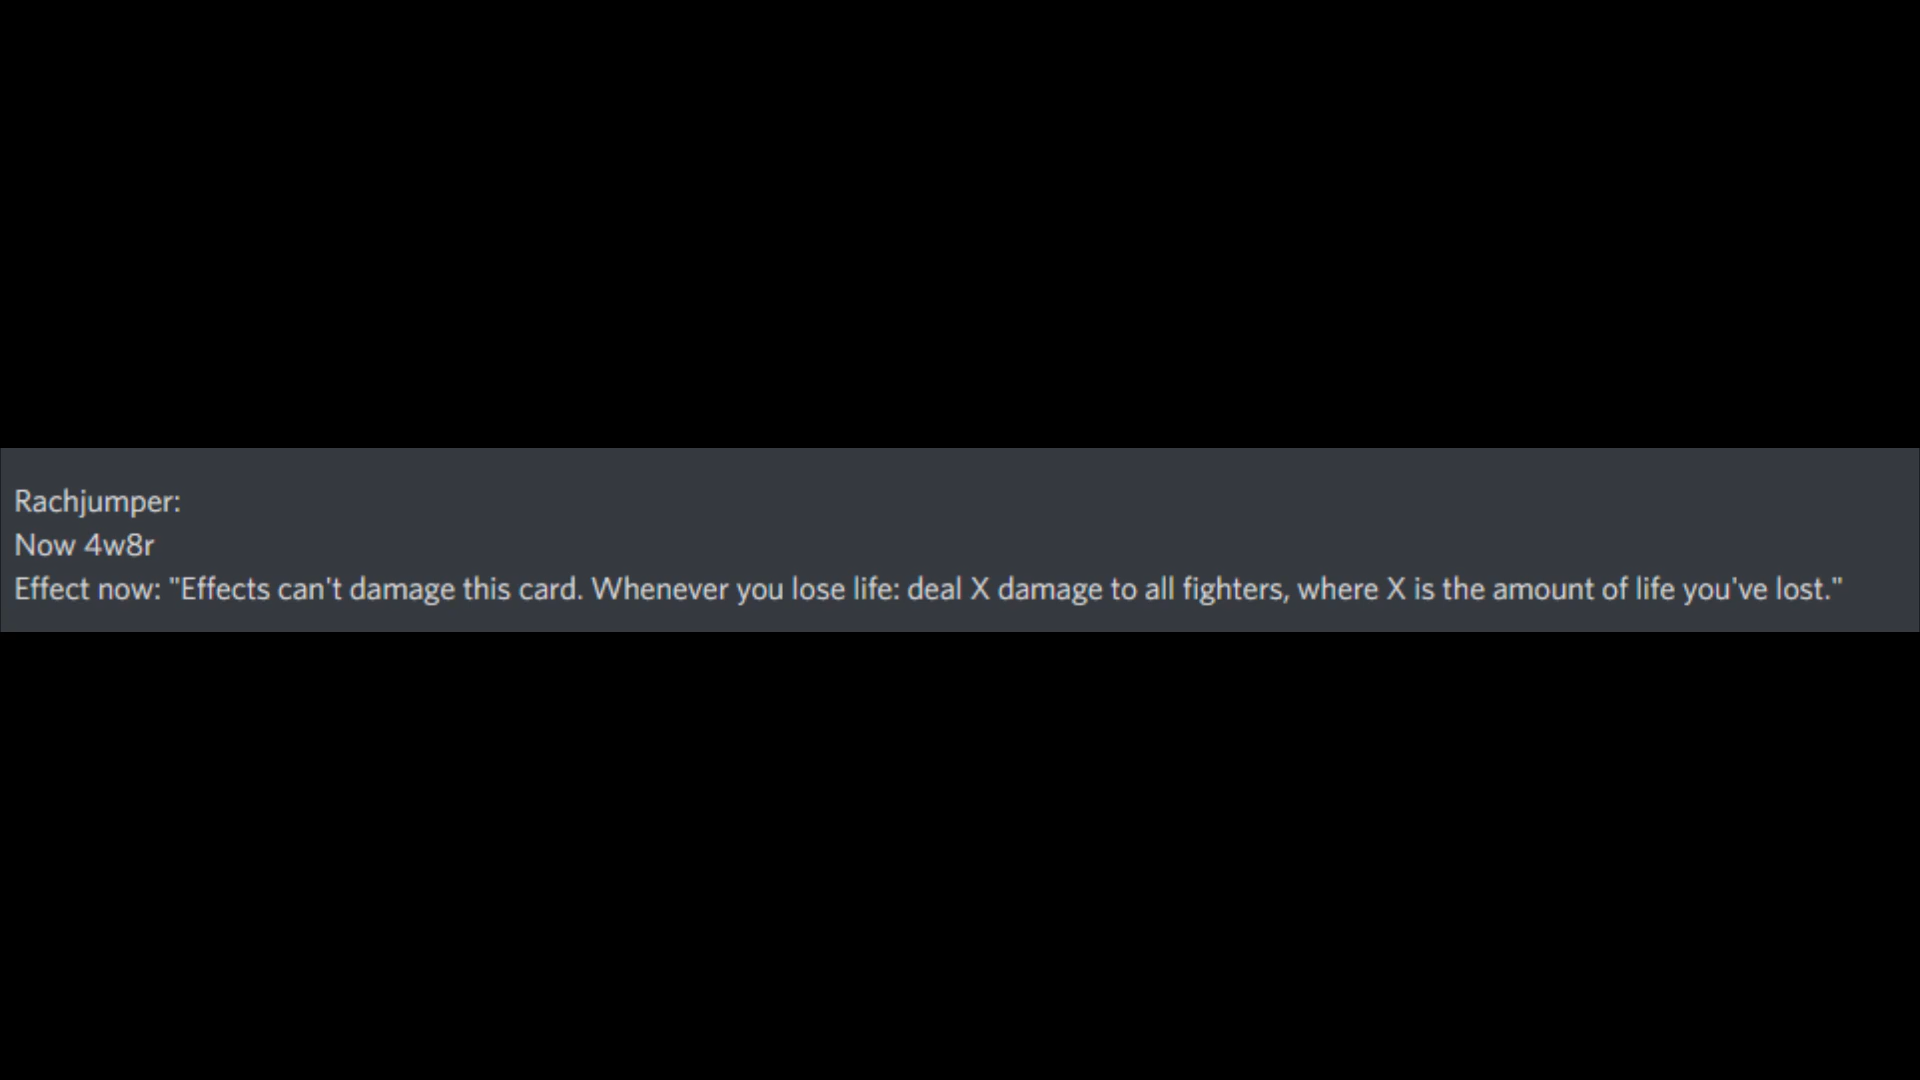 Rachjumper:
Now 4w8r
Effect now: "Effects can't damage this card. Whenever you lose life: deal X damage to all fighters, where X is the amount of life you've lost."